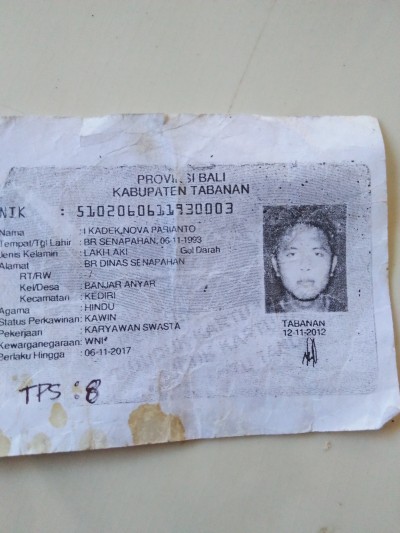 PROVINSI BALI
KABUPATEN TABANAN
NIK : 5102060611930003
Nama : I KADEK NOVA PARIANTO
Tempat/Tgl Lahir : BR SENAPAHAN, 06-11-1993
Jenis Kelamin : LAKI-LAKI Gol Darah
Alamat : BR DINAS SENAPAHAN
RT/RW : /
Kel/Desa : BANJAR ANYAR
Kecamatan : KEDIRI
Agama : HINDU
Status Perkawinan : KAWIN
Pekerjaan : KARYAWAN SWASTA
Kewarganegaraan : WNI
Berlaku Hingga : 06-11-2017
TABANAN
12-11-2012
TPS : 8